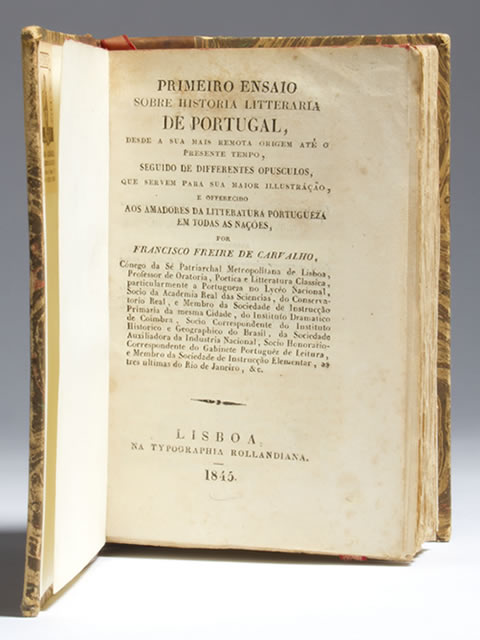 PRIMEIRO ENSAIO
SOBRE HISTORIA LITTERARIA
DE PORTUGAL,
DESDE A SUA MAIS REMOTA ORIGEM ATÉ O
PRESENTE TEMPO,
SEGUIDO DE DIFFERENTES OPUSCULOS,
QUE SERVEM PARA SUA MAIOR ILLUSTRAÇÃO,
E OFFERECIDO
AOS AMADORES DA LITTERATURA PORTUGUEZA
EM TODAS AS NAÇÕES,
POR
FRANCISCO FREIRE DE CARVALHO,
Cónego da Sé Patriarchal Metropolitana de Lisboa,
Professor de Oratoria, Poetica e Litteratura Classica,
particularmente a Portugueza no Lycêo Nacional,
Socio da Academia Real das Sciencias, do Conserva-
torio Real, e Membro da Sociedade de Instrucção
Primaria da mesma Cidade, do Instituto Dramatico
de Coimbra, Socio Correspondente do Instituto
Historico e Geographico do Brasil, da Sociedade
Auxiliadora da Industria Nacional, Socio Honorario-
Correspondente do Gabinete Portuguêz de Leitura,
e Membro da Sociedade de Instrucção Elementar, as
tres ultimas do Rio de Janeiro, &c.
LISBOA,
NA TYPOGRAPHIA ROLLANDIANA.
1845.